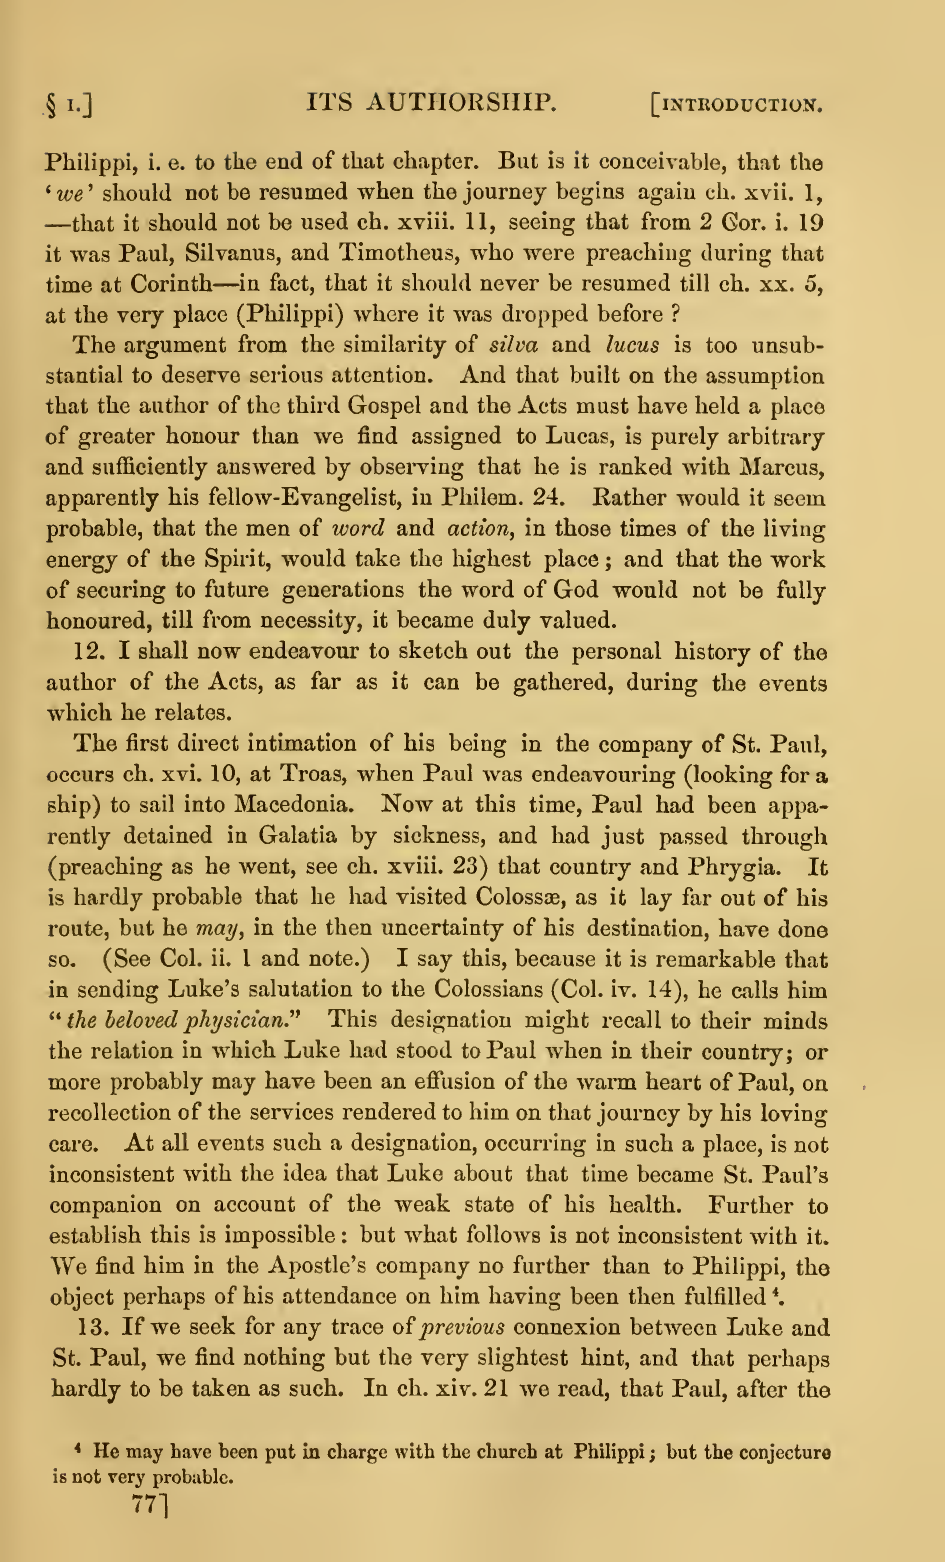 § 1.] ITS AUTHORSHIP. [INTRODUCTION.
Philippi, i. e. to the end of that chapter. But is it conceivable, that the
‘we’ should not be resumed when the journey begins again ch. xvii. 1,
—that it should not be used ch. xviii. 11, seeing that from 2 Cor. i. 19
it was Paul, Silvanus, and Timotheus, who were preaching during that
time at Corinth—in fact, that it should never be resumed till ch. xx. 5,
at the very place (Philippi) where it was dropped before ?
The argument from the similarity of silva and lucus is too unsub-
stantial to deserve serious attention. And that built on the assumption
that the author of the third Gospel and the Acts must have held a place
of greater honour than we find assigned to Lucas, is purely arbitrary
and sufficiently answered by observing that he is ranked with Marcus,
apparently his fellow-Evangelist, in Philem. 24. Rather would it seem
probable, that the men of word and action, in those times of the living
energy of the Spirit, would take the highest place; and that the work
of securing to future generations the word of God would not be fully
honoured, till from necessity, it became duly valued.
12. I shall now endeavour to sketch out the personal history of the
author of the Acts, as far as it can be gathered, during the events
which he relates.
The first direct intimation of his being in the company of St. Paul,
occurs ch. xvi. 10, at Troas, when Paul was endeavouring (looking for a
ship) to sail into Macedonia. Now at this time, Paul had been appa-
rently detained in Galatia by sickness, and had just passed through
(preaching as he went, see ch. xviii. 23) that country and Phrygia. It
is hardly probable that he had visited Colossæ, as it lay far out of his
route, but he may, in the then uncertainty of his destination, have done
so. (See Col. ii. 1 and note.) I say this, because it is remarkable that
in sending Luke’s salutation to the Colossians (Col. iv. 14), he calls him
“the beloved physician.” This designation might recall to their minds
the relation in which Luke had stood to Paul when in their country; or
more probably may have been an effusion of the warm heart of Paul, on
recollection of the services rendered to him on that journey by his loving
care. At all events such a designation, occurring in such a place, is not
inconsistent with the idea that Luke about that time became St. Paul’s
companion on account of the weak state of his health. Further to
establish this is impossible: but what follows is not inconsistent with it.
We find him in the Apostle’s company no further than to Philippi, the
object perhaps of his attendance on him having been then fulfilled ⁴.
13. If we seek for any trace of previous connexion between Luke and
St. Paul, we find nothing but the very slightest hint, and that perhaps
hardly to be taken as such. In ch. xiv. 21 we read, that Paul, after the
⁴ He may have been put in charge with the church at Philippi; but the conjecture
is not very probable.
77]